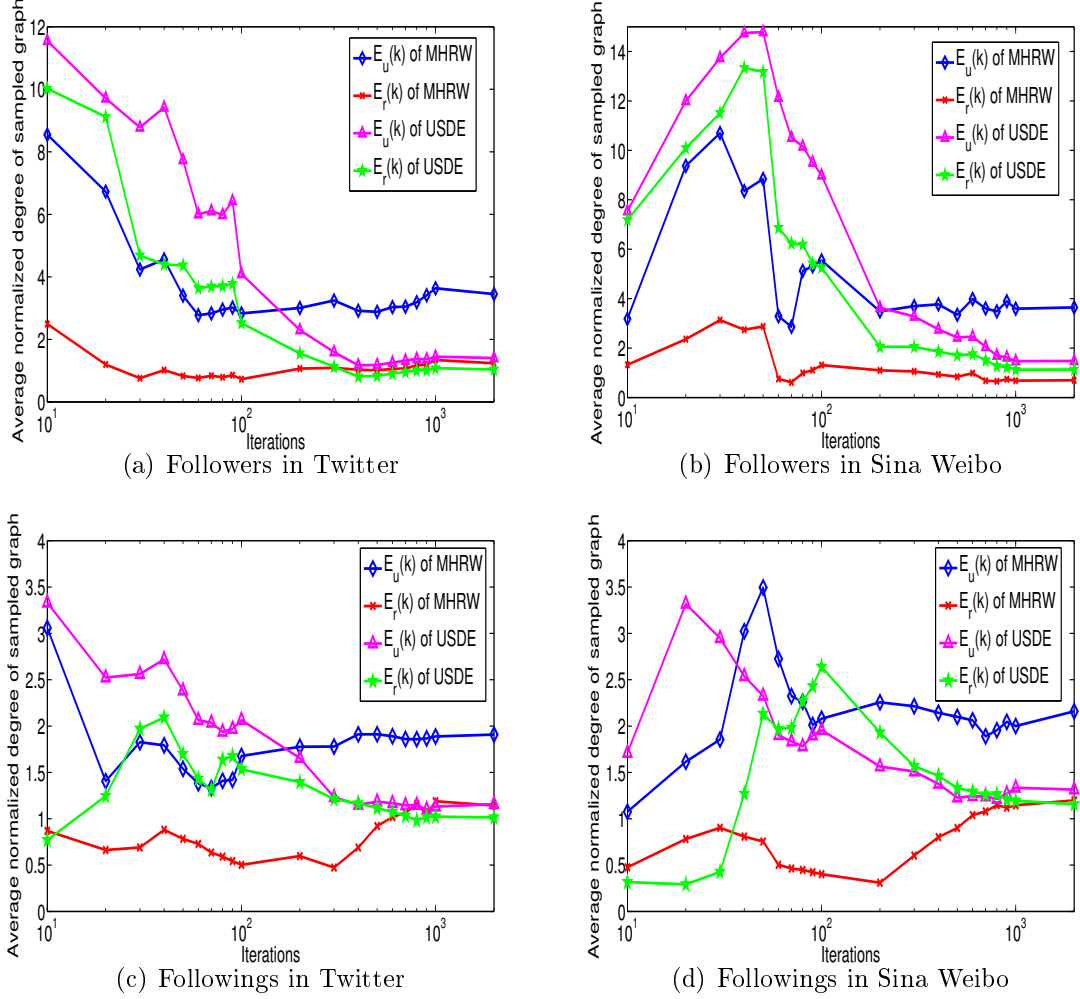 Average normalized degree of sampled graph
12
10
8
6
4
2
0
10^1
10^2
10^3
Iterations
E_u(k) of MHRW
E_r(k) of MHRW
E_u(k) of USDE
E_r(k) of USDE
(a) Followers in Twitter
Average normalized degree of sampled graph
14
12
10
8
6
4
2
0
10^1
10^2
10^3
Iterations
E_u(k) of MHRW
E_r(k) of MHRW
E_u(k) of USDE
E_r(k) of USDE
(b) Followers in Sina Weibo
Average normalized degree of sampled graph
4
3.5
3
2.5
2
1.5
1
0.5
0
10^1
10^2
10^3
Iterations
E_u(k) of MHRW
E_r(k) of MHRW
E_u(k) of USDE
E_r(k) of USDE
(c) Followings in Twitter
Average normalized degree of sampled graph
4
3.5
3
2.5
2
1.5
1
0.5
0
10^1
10^2
10^3
Iterations
E_u(k) of MHRW
E_r(k) of MHRW
E_u(k) of USDE
E_r(k) of USDE
(d) Followings in Sina Weibo